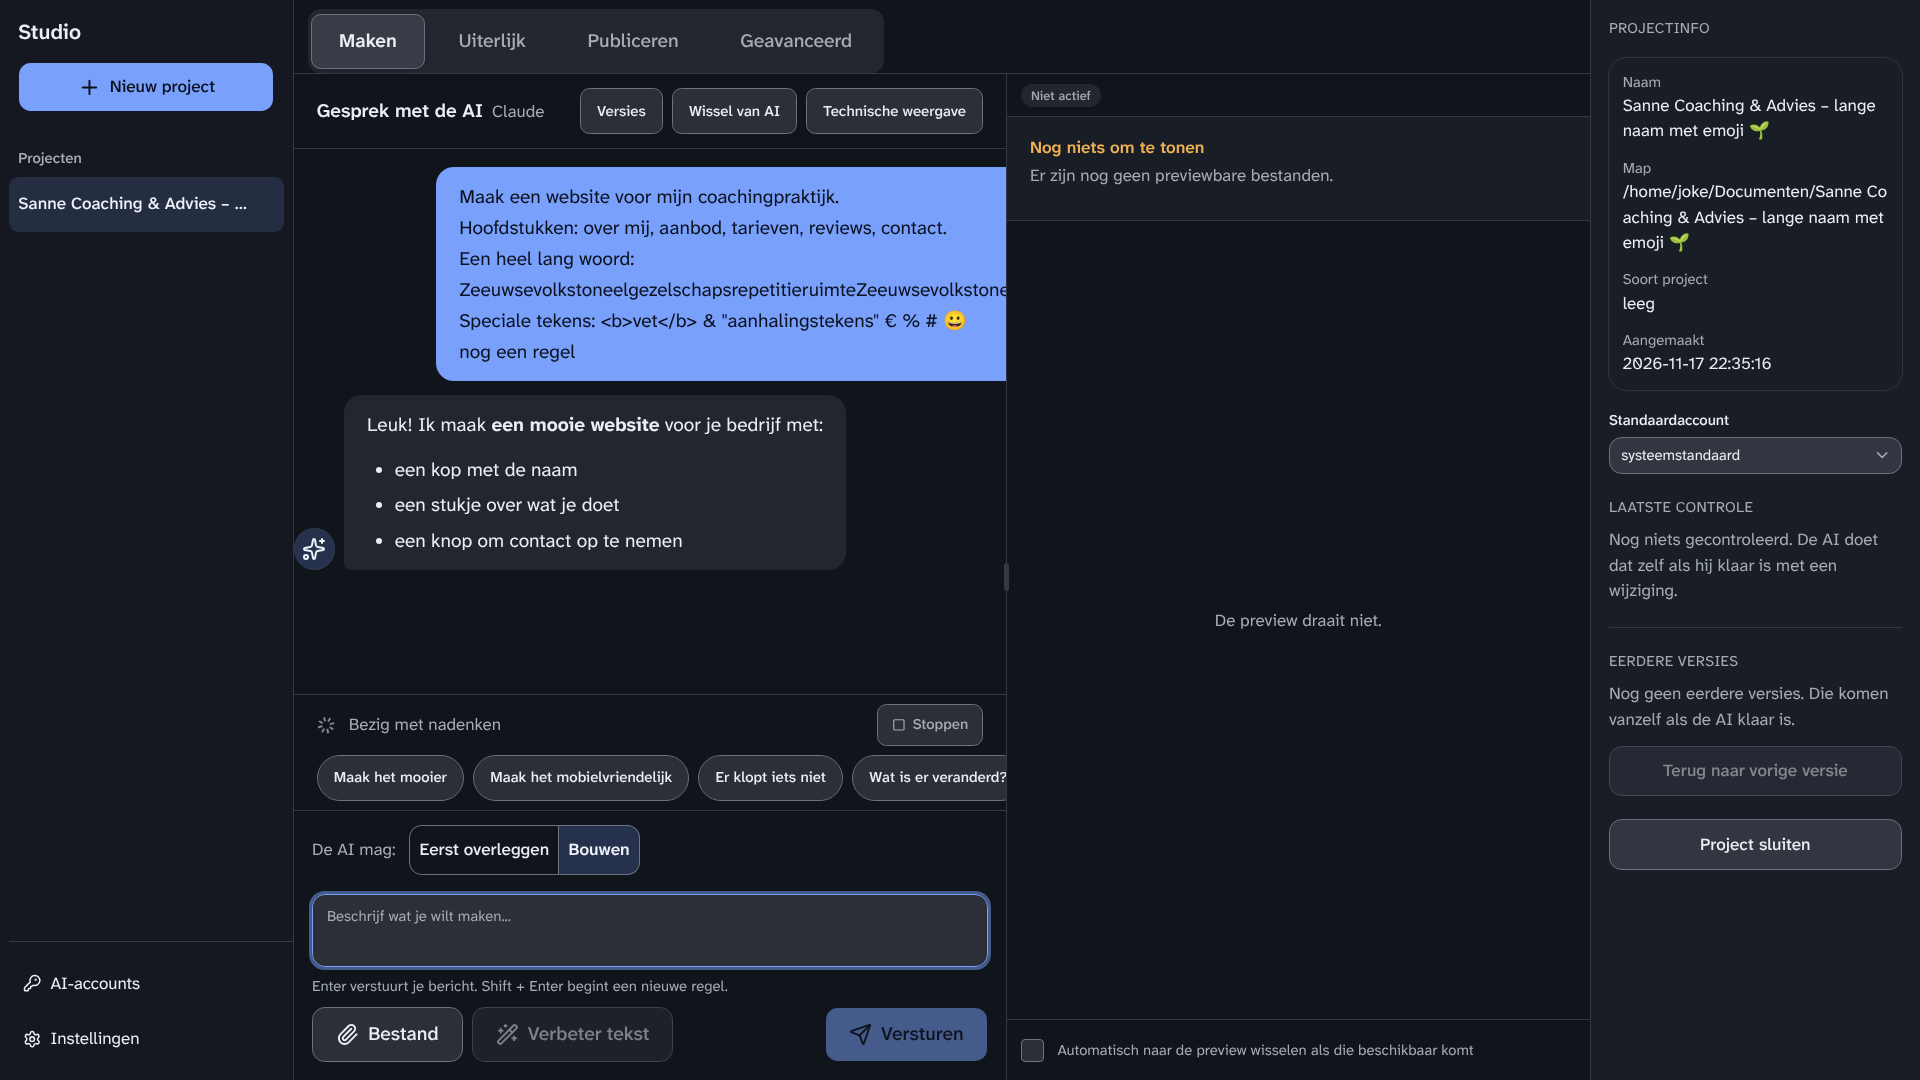 Studio
Nieuw project
Projecten
Sanne Coaching & Advies – ...
AI-accounts
Instellingen
Maken
Uiterlijk
Publiceren
Geavanceerd
Gesprek met de AI Claude
Versies
Wissel van AI
Technische weergave
Maak een website voor mijn coachingpraktijk.
Hoofdstukken: over mij, aanbod, tarieven, reviews, contact.
Een heel lang woord:
ZeeuwsevolkstoneelgezelschapsrepetitieruimteZeeuwsevolkstone
Speciale tekens: <b>vet</b> & "aanhalingstekens" € % # 😀
nog een regel
Leuk! Ik maak een mooie website voor je bedrijf met:
• een kop met de naam
• een stukje over wat je doet
• een knop om contact op te nemen
Bezig met nadenken
Stoppen
Maak het mooier
Maak het mobielvriendelijk
Er klopt iets niet
Wat is er veranderd?
De AI mag:
Eerst overleggen
Bouwen
Beschrijf wat je wilt maken...
Enter verstuurt je bericht. Shift + Enter begint een nieuwe regel.
Bestand
Verbeter tekst
Versturen
Niet actief
Nog niets om te tonen
Er zijn nog geen previewbare bestanden.
De preview draait niet.
Automatisch naar de preview wisselen als die beschikbaar komt
PROJECTINFO
Naam
Sanne Coaching & Advies – lange
naam met emoji 🌱
Map
/home/joke/Documenten/Sanne Co
aching & Advies – lange naam met
emoji 🌱
Soort project
leeg
Aangemaakt
2026-11-17 22:35:16
Standaardaccount
systeemstandaard
LAATSTE CONTROLE
Nog niets gecontroleerd. De AI doet
dat zelf als hij klaar is met een
wijziging.
EERDERE VERSIES
Nog geen eerdere versies. Die komen
vanzelf als de AI klaar is.
Terug naar vorige versie
Project sluiten